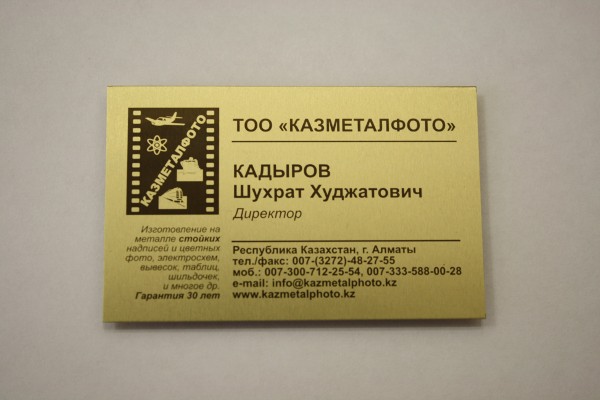 КАЗМЕТАЛФОТО
Изготовление на
металле стойких
надписей и цветных
фото, электросхем,
вывесок, таблиц,
шильдочек,
и многое др.
Гарантия 30 лет
ТОО «КАЗМЕТАЛФОТО»
КАДЫРОВ
Шухрат Худжатович
Директор
Республика Казахстан, г. Алматы
тел./факс: 007-(3272)-48-27-55
моб.: 007-300-712-25-54, 007-333-588-00-28
e-mail: info@kazmetalphoto.kz
www.kazmetalphoto.kz